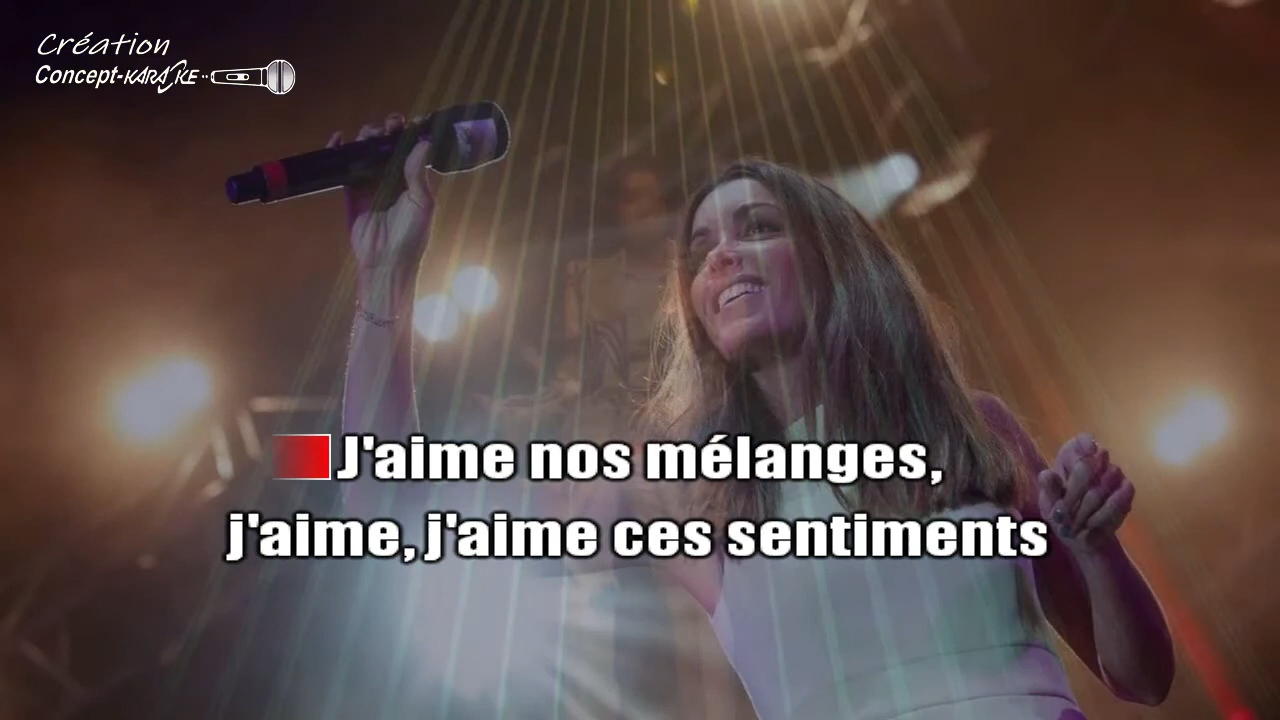 Création
Concept-KARAOKE
J'aime nos mélanges,
j'aime, j'aime ces sentiments